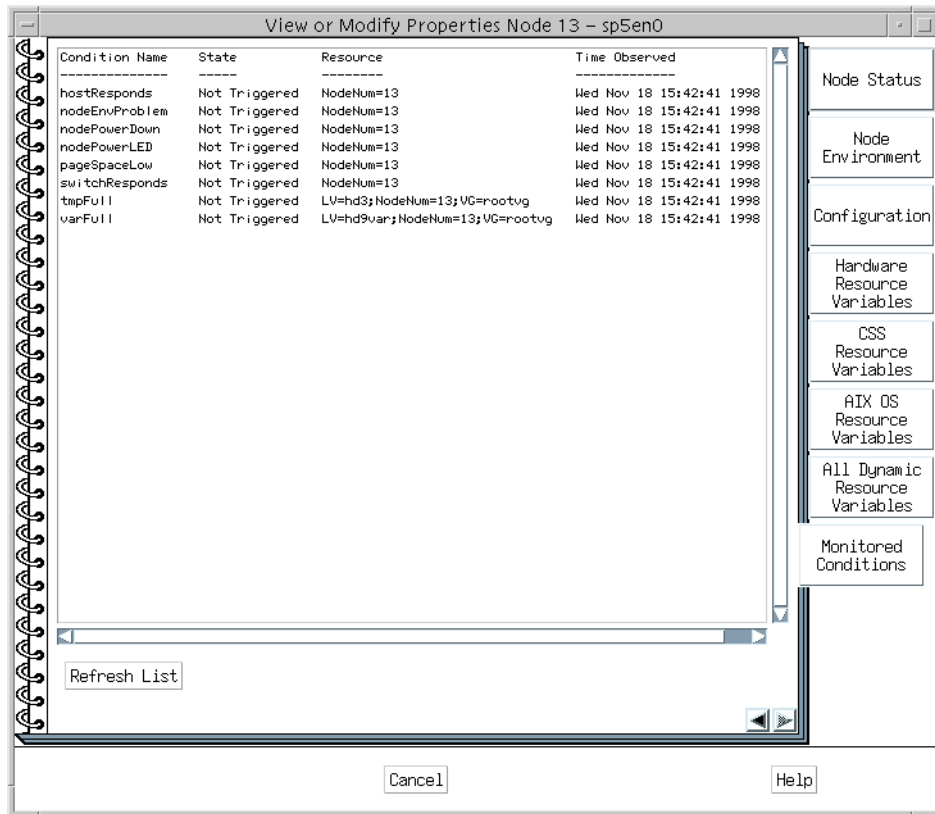 View or Modify Properties Node 13 – sp5en0
Condition Name State Resource Time Observed
-------------- ----- -------- -------------
hostResponds Not Triggered NodeNum=13 Wed Nov 18 15:42:41 1998
nodeEnvProblem Not Triggered NodeNum=13 Wed Nov 18 15:42:41 1998
nodePowerDown Not Triggered NodeNum=13 Wed Nov 18 15:42:41 1998
nodePowerLED Not Triggered NodeNum=13 Wed Nov 18 15:42:41 1998
pageSpaceLow Not Triggered NodeNum=13 Wed Nov 18 15:42:41 1998
switchResponds Not Triggered NodeNum=13 Wed Nov 18 15:42:41 1998
tmpFull Not Triggered LV=hd3;NodeNum=13;VG=rootvg Wed Nov 18 15:42:41 1998
varFull Not Triggered LV=hd9var;NodeNum=13;VG=rootvg Wed Nov 18 15:42:41 1998
Node Status
Node
Environment
Configuration
Hardware
Resource
Variables
CSS
Resource
Variables
AIX OS
Resource
Variables
All Dynamic
Resource
Variables
Monitored
Conditions
Refresh List
Cancel
Help